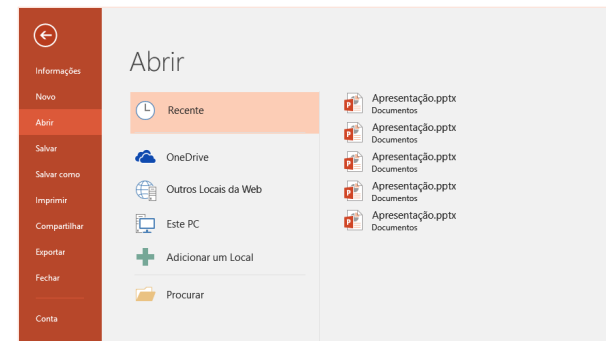 Informações
Novo
Abrir
Salvar
Salvar como
Imprimir
Compartilhar
Exportar
Fechar
Conta
Abrir
Recente
OneDrive
Outros Locais da Web
Este PC
Adicionar um Local
Procurar
Apresentação.pptx
Documentos
Apresentação.pptx
Documentos
Apresentação.pptx
Documentos
Apresentação.pptx
Documentos
Apresentação.pptx
Documentos